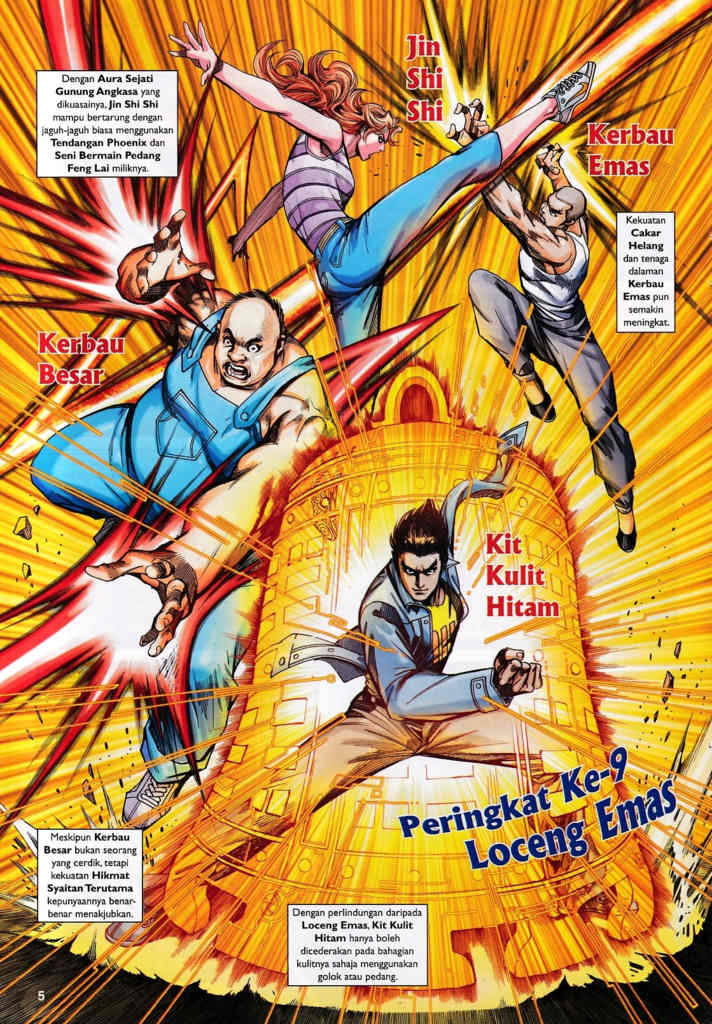 Dengan Aura Sejati
Gunung Angkasa yang
dikuasainya, Jin Shi Shi
mampu bertarung dengan
jaguh-jaguh biasa menggunakan
Tendangan Phoenix dan
Seni Bermain Pedang
Feng Lai miliknya.
Jin
Shi
Shi
Kerbau
Emas
Kekuatan
Cakar
Helang
dan tenaga
dalaman
Kerbau
Emas pun
semakin
meningkat.
Kerbau
Besar
Kit
Kulit
Hitam
Peringkat Ke-9
Loceng Emas
Meskipun Kerbau
Besar bukan seorang
yang cerdik, tetapi
kekuatan Hikmat
Syaitan Terutama
kepunyaannya benar-
benar menakjubkan.
Dengan perlindungan daripada
Loceng Emas, Kit Kulit
Hitam hanya boleh
dicederakan pada bahagian
kulitnya sahaja menggunakan
golok atau pedang.
5